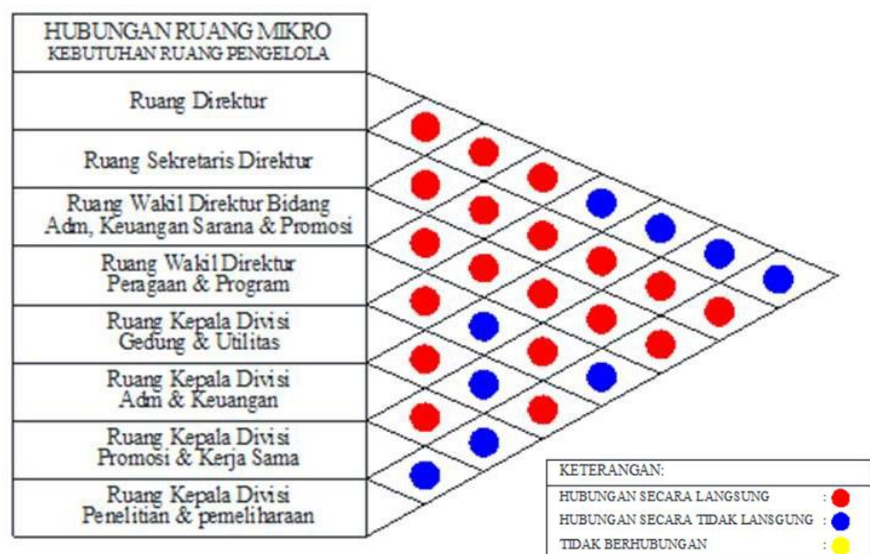 HUBUNGAN RUANG MIKRO
KEBUTUHAN RUANG PENGELOLA
Ruang Direktur
Ruang Sekretaris Direktur
Ruang Wakil Direktur Bidang
Adm, Keuangan Sarana & Promosi
Ruang Wakil Direktur
Peragaan & Program
Ruang Kepala Divisi
Gedung & Utilitas
Ruang Kepala Divisi
Adm & Keuangan
Ruang Kepala Divisi
Promosi & Kerja Sama
Ruang Kepala Divisi
Penelitian & pemeliharaan
KETERANGAN:
HUBUNGAN SECARA LANGSUNG :
HUBUNGAN SECARA TIDAK LANSGUNG :
TIDAK BERHUBUNGAN :